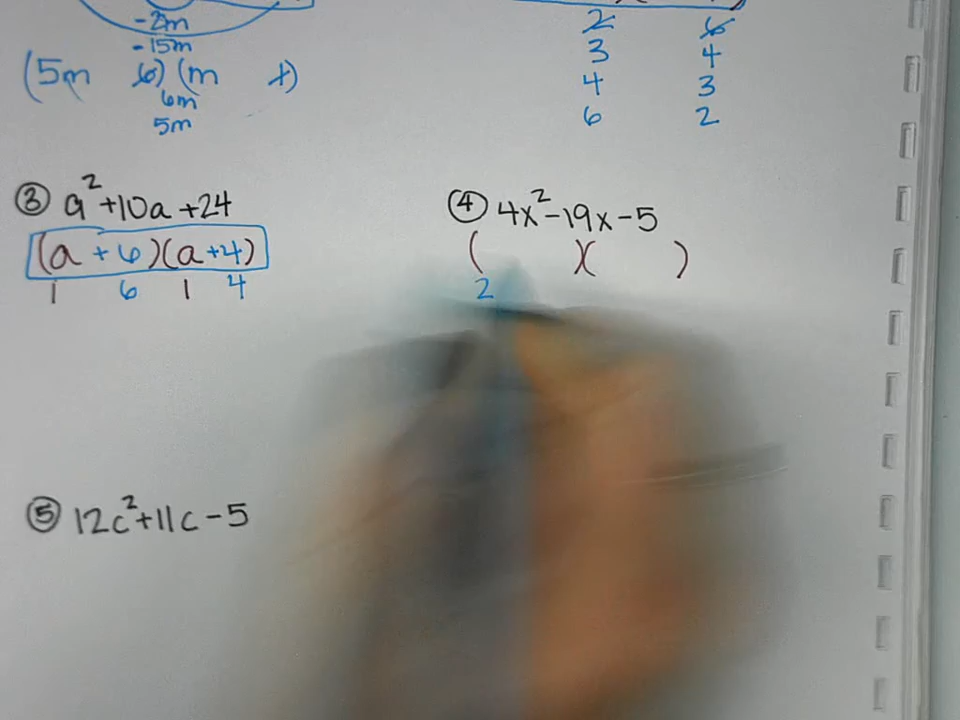 -2m
-15m
(5m 6) (m 1)
6m
5m
2 6
3 4
4 3
6 2
③ a²+10a+24
(a + 6)(a+4)
1 6 1 4
④ 4x²-19x-5
( )( )
2
⑤ 12c²+11c-5